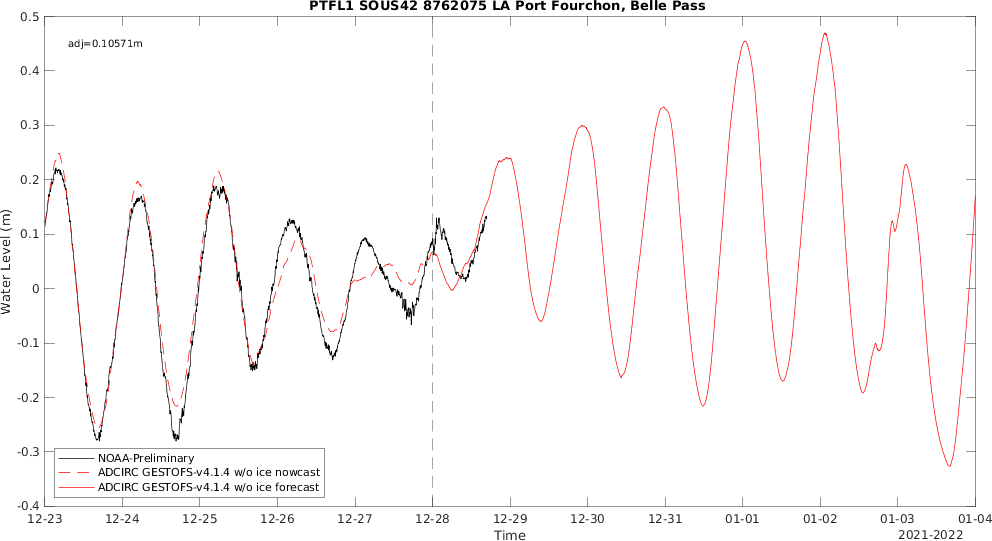 PTFL1 SOUS42 8762075 LA Port Fourchon, Belle Pass
adj=0.10571m
Water Level (m)
0.5
0.4
0.3
0.2
0.1
0
-0.1
-0.2
-0.3
-0.4
NOAA-Preliminary
ADCIRC GESTOFS-v4.1.4 w/o ice nowcast
ADCIRC GESTOFS-v4.1.4 w/o ice forecast
12-23 12-24 12-25 12-26 12-27 12-28 12-29 12-30 12-31 01-01 01-02 01-03 01-04
Time
2021-2022